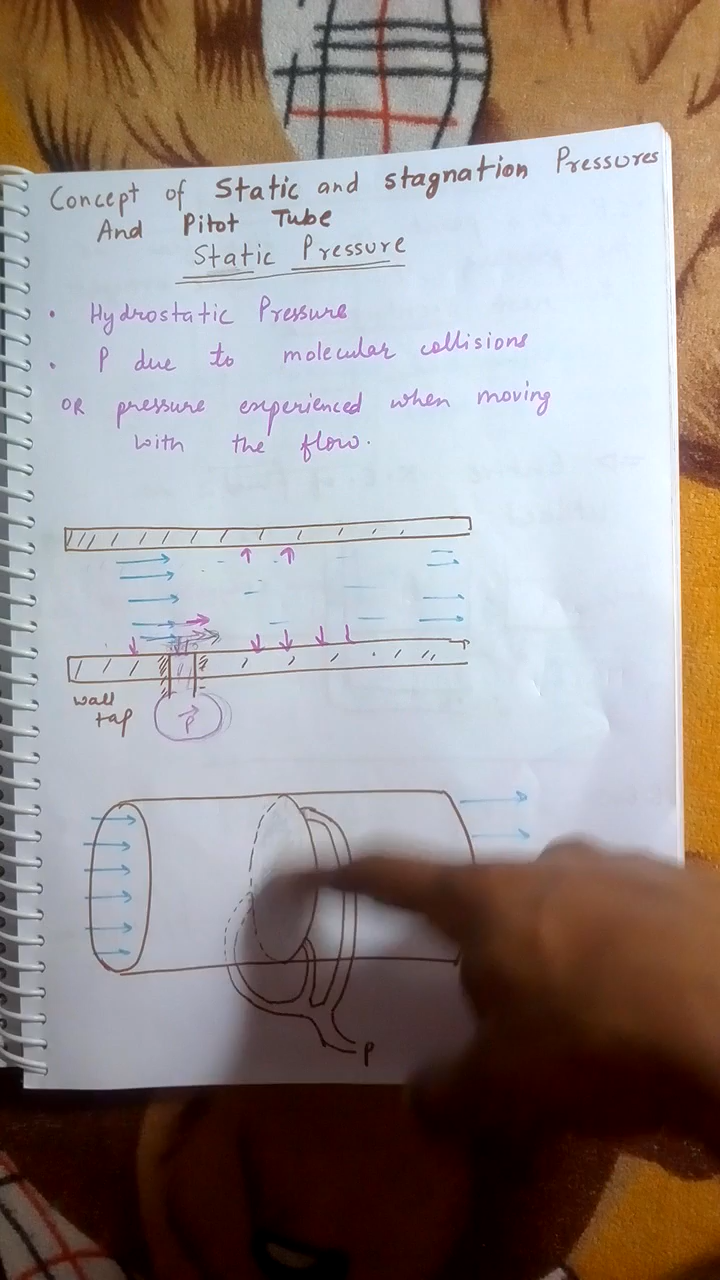 Concept of Static and stagnation Pressures
And Pitot Tube
Static Pressure
• Hydrostatic Pressure
• P due to molecular collisions
OR pressure experienced when moving
with the flow.
wall
tap
P
P